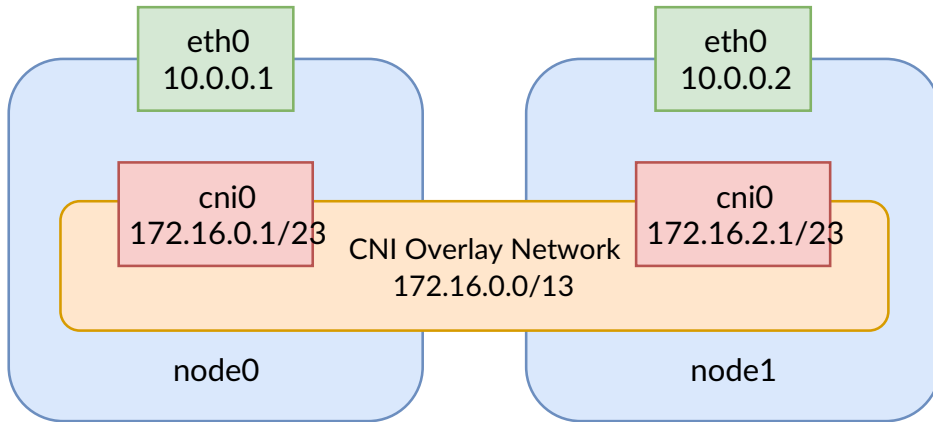 eth0
10.0.0.1
eth0
10.0.0.2
cni0
172.16.0.1/23
cni0
172.16.2.1/23
CNI Overlay Network
172.16.0.0/13
node0
node1